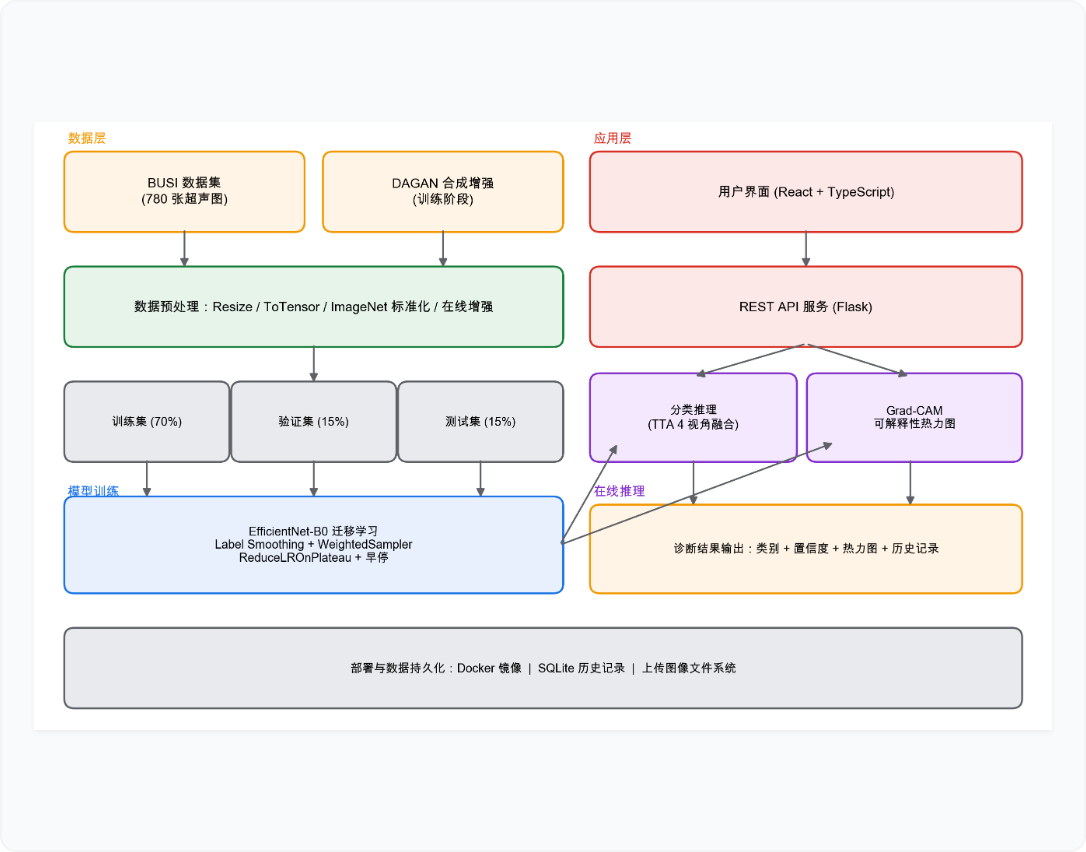 数据层
BUSI 数据集
(780 张超声图)
DAGAN 合成增强
(训练阶段)
数据预处理：Resize / ToTensor / ImageNet 标准化 / 在线增强
训练集 (70%)
验证集 (15%)
测试集 (15%)
模型训练
EfficientNet-B0 迁移学习
Label Smoothing + WeightedSampler
ReduceLROnPlateau + 早停
应用层
用户界面 (React + TypeScript)
REST API 服务 (Flask)
分类推理
(TTA 4 视角融合)
Grad-CAM
可解释性热力图
在线推理
诊断结果输出：类别 + 置信度 + 热力图 + 历史记录
部署与数据持久化：Docker 镜像 | SQLite 历史记录 | 上传图像文件系统